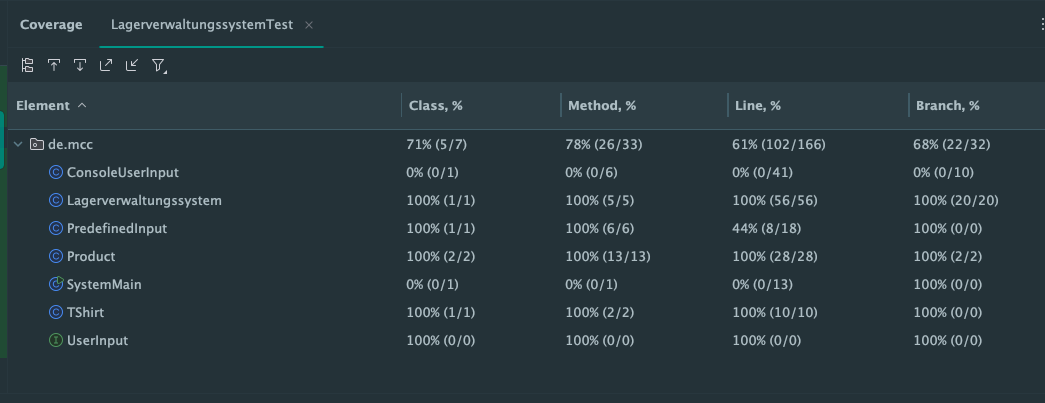 Coverage LagerverwaltungssystemTest ×
Element Class, % Method, % Line, % Branch, %
de.mcc 71% (5/7) 78% (26/33) 61% (102/166) 68% (22/32)
C ConsoleUserInput 0% (0/1) 0% (0/6) 0% (0/41) 0% (0/10)
C Lagerverwaltungssystem 100% (1/1) 100% (5/5) 100% (56/56) 100% (20/20)
C PredefinedInput 100% (1/1) 100% (6/6) 44% (8/18) 100% (0/0)
C Product 100% (2/2) 100% (13/13) 100% (28/28) 100% (2/2)
C SystemMain 0% (0/1) 0% (0/1) 0% (0/13) 100% (0/0)
C TShirt 100% (1/1) 100% (2/2) 100% (10/10) 100% (0/0)
I UserInput 100% (0/0) 100% (0/0) 100% (0/0) 100% (0/0)